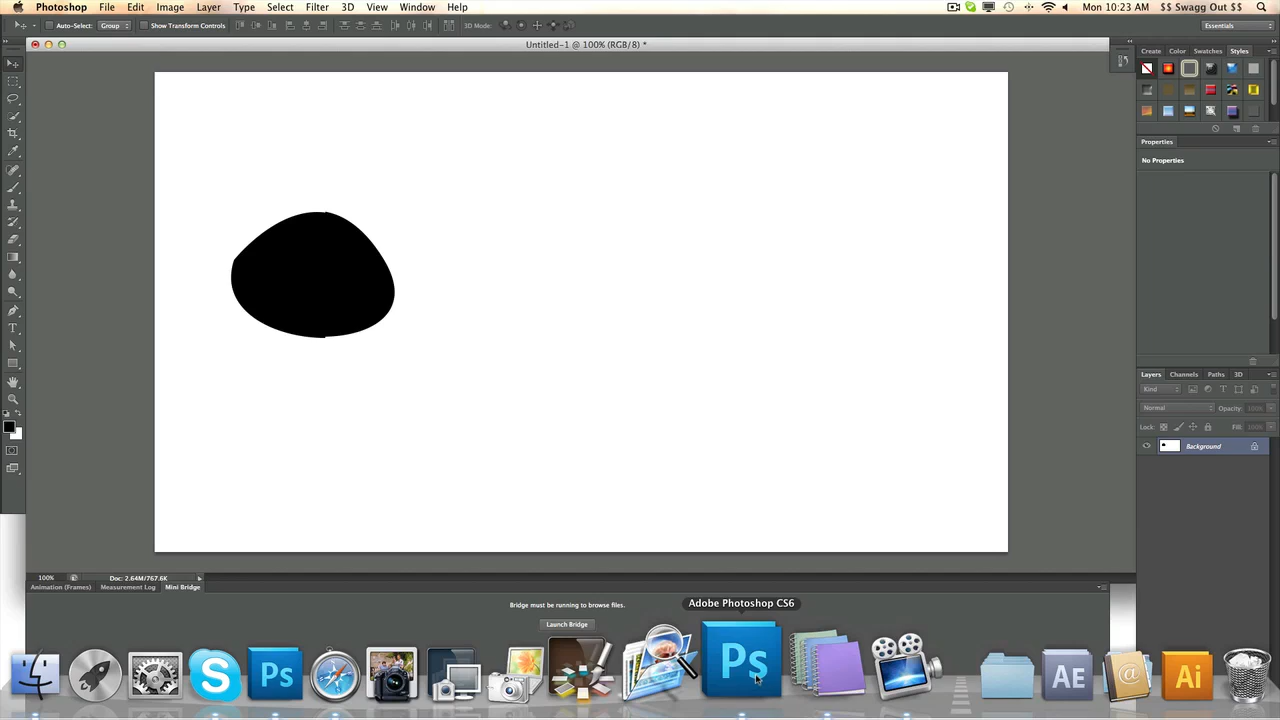 Photoshop File Edit Image Layer Type Select Filter 3D View Window Help Mon 10:23 AM $$ Swagg Out $$
Auto-Select: Group Show Transform Controls 3D Mode: Essentials
Untitled-1 @ 100% (RGB/8) *
Create Color Swatches Styles
Properties
No Properties
Layers Channels Paths 3D
Kind
Normal Opacity: 100%
Lock: Fill: 100%
Background
100% Doc: 2.64M/767.6K
Animation (Frames) Measurement Log Mini Bridge
Bridge must be running to browse files.
Launch Bridge
Adobe Photoshop CS6
S Ps Ps AE @ Ai